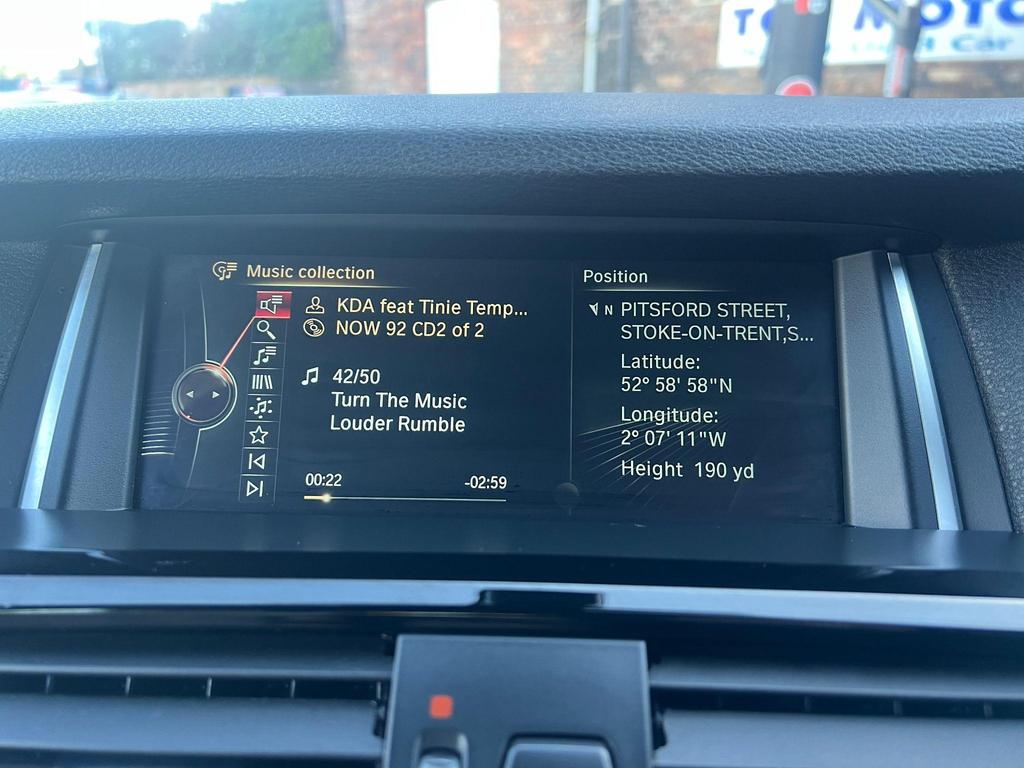 MOTO
Car
Music collection
KDA feat Tinie Temp...
NOW 92 CD2 of 2
42/50
Turn The Music
Louder Rumble
00:22
-02:59
Position
N PITSFORD STREET,
STOKE-ON-TRENT,S...
Latitude:
52° 58' 58"N
Longitude:
2° 07' 11"W
Height 190 yd